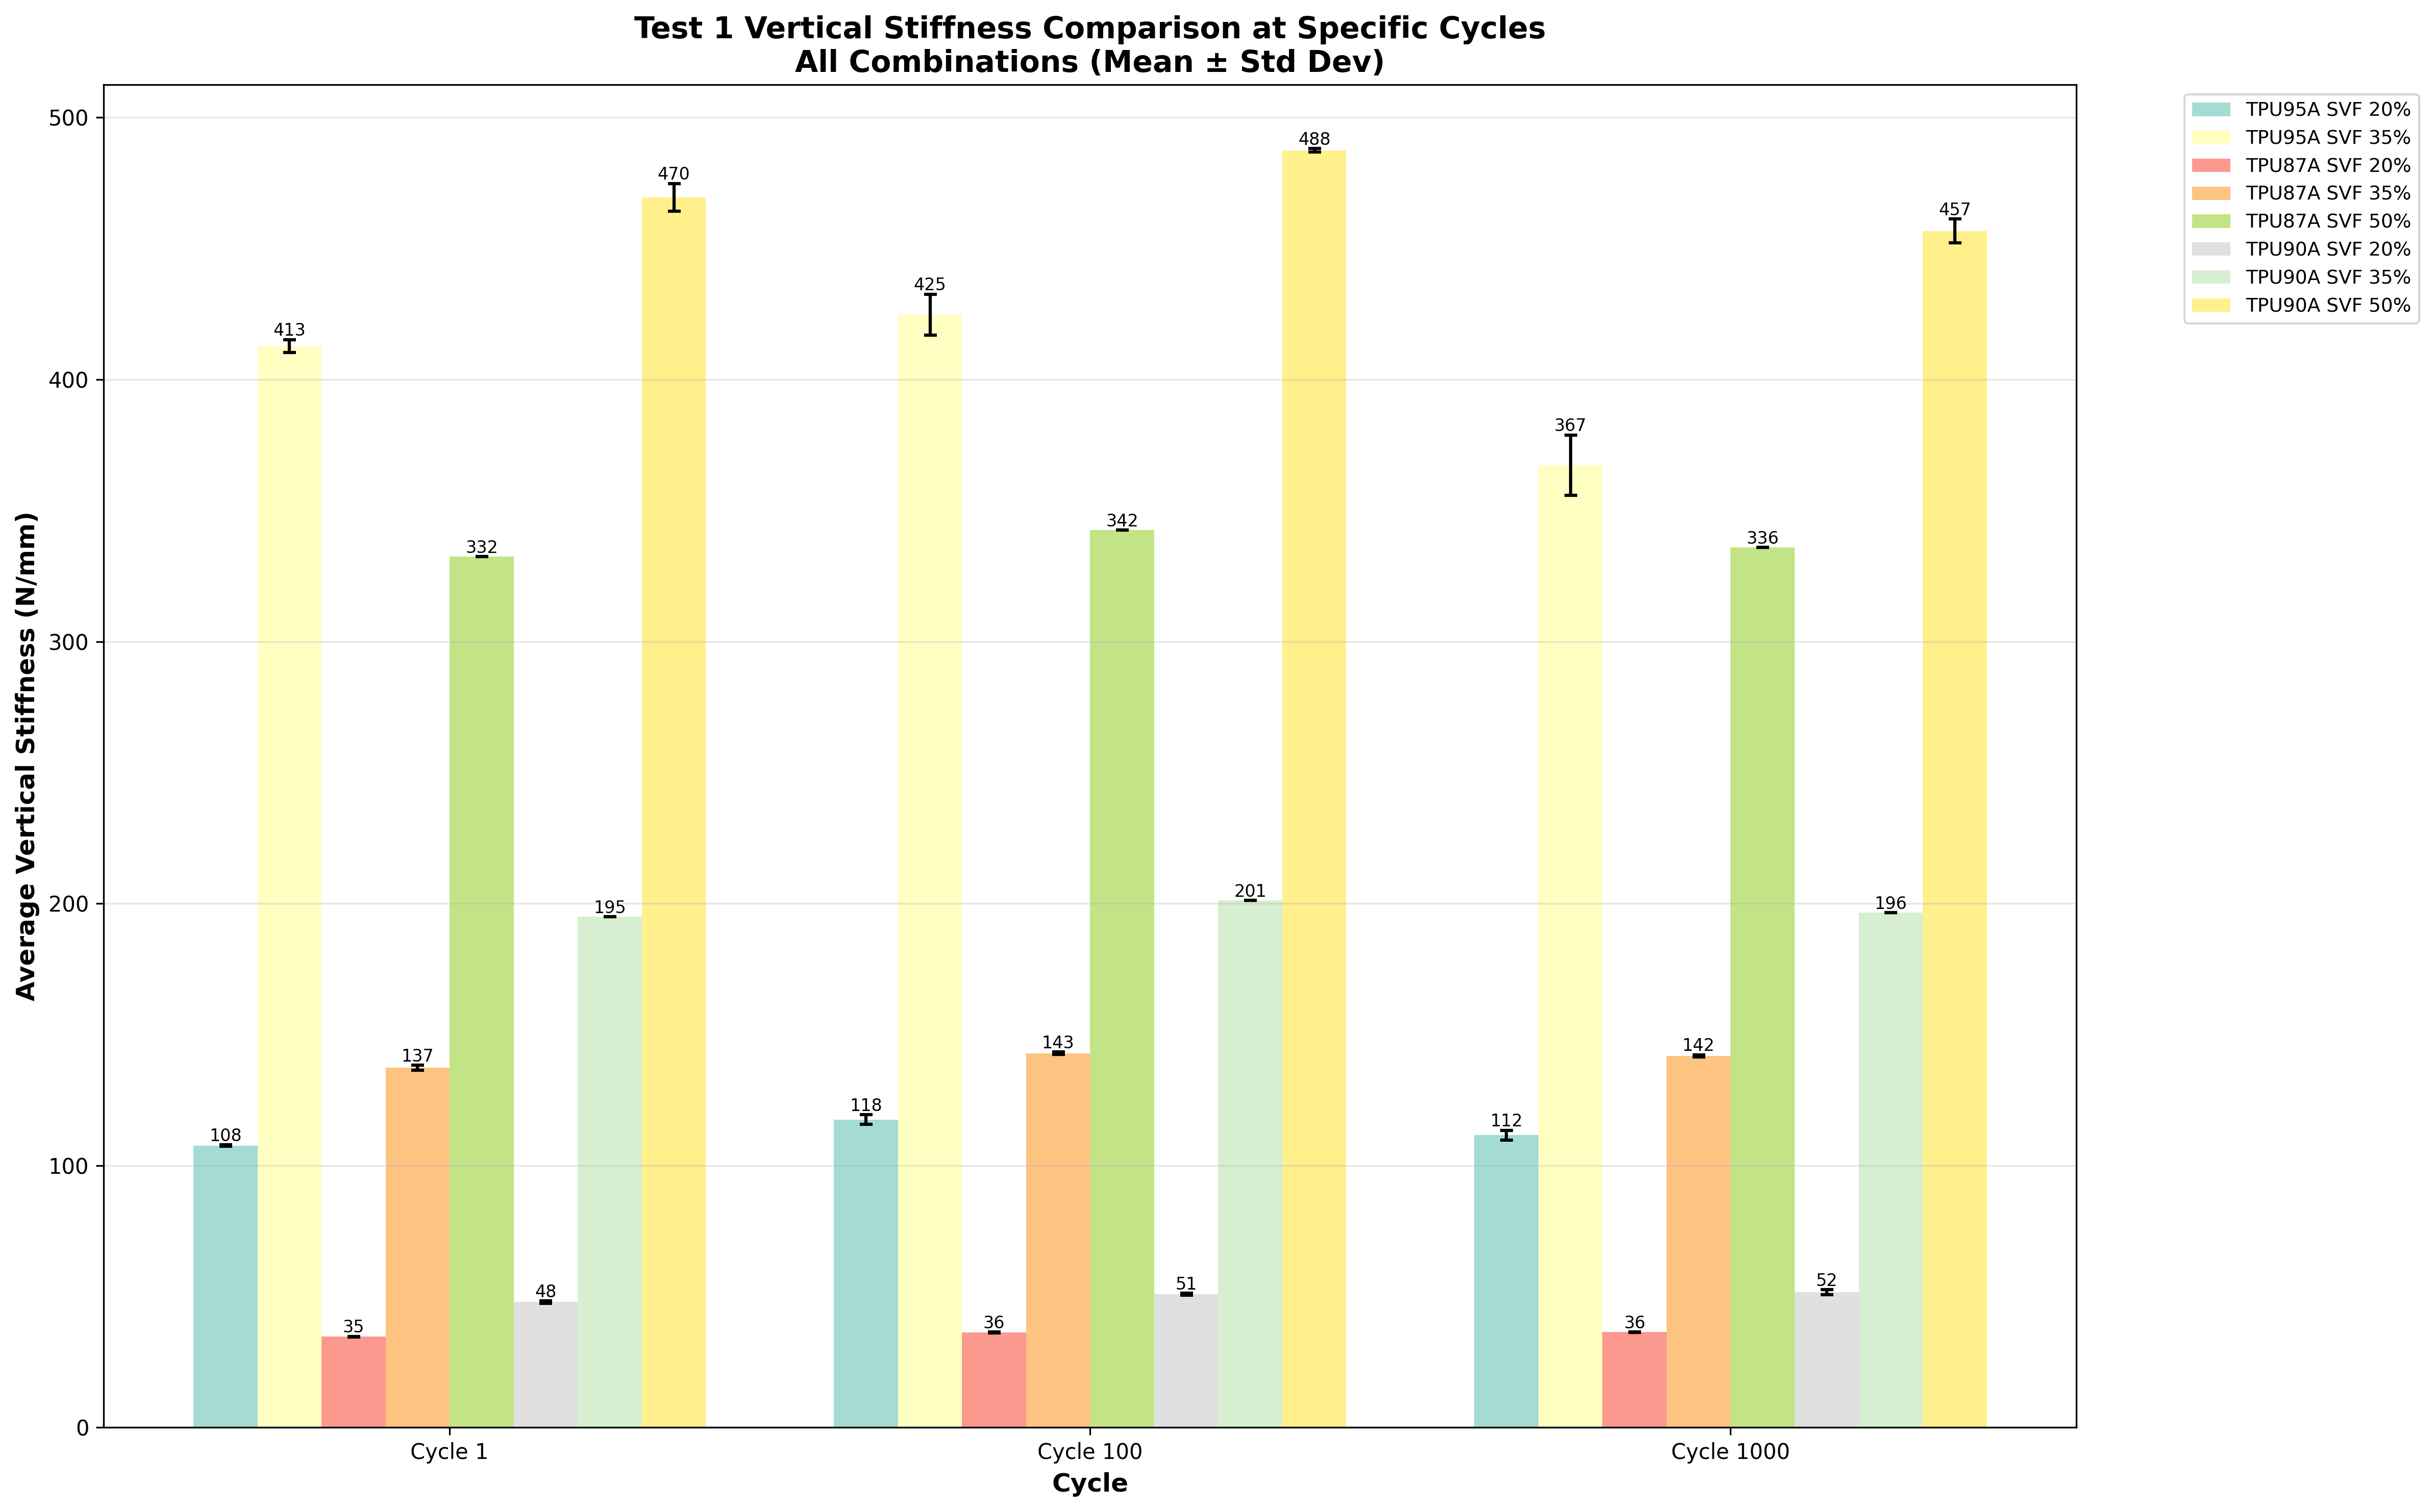 Test 1 Vertical Stiffness Comparison at Specific Cycles
All Combinations (Mean ± Std Dev)
TPU95A SVF 20%
TPU95A SVF 35%
TPU87A SVF 20%
TPU87A SVF 35%
TPU87A SVF 50%
TPU90A SVF 20%
TPU90A SVF 35%
TPU90A SVF 50%
Average Vertical Stiffness (N/mm)
500
400
300
200
100
0
108
413
35
137
332
48
195
470
118
425
36
143
342
51
201
488
112
367
36
142
336
52
196
457
Cycle 1
Cycle 100
Cycle 1000
Cycle